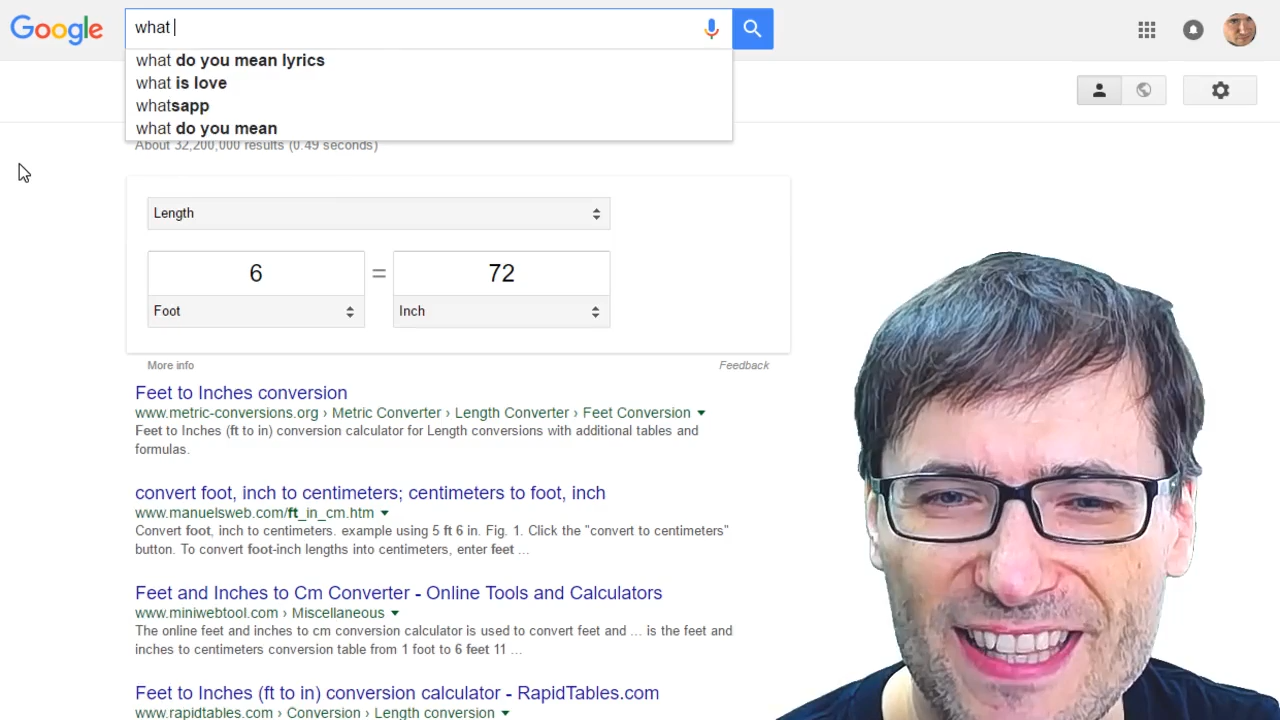 Google
what
what do you mean lyrics
what is love
whatsapp
what do you mean
About 32,200,000 results (0.49 seconds)
Length
6 = 72
Foot Inch
More info Feedback
Feet to Inches conversion
www.metric-conversions.org › Metric Converter › Length Converter › Feet Conversion
Feet to Inches (ft to in) conversion calculator for Length conversions with additional tables and
formulas.
convert foot, inch to centimeters; centimeters to foot, inch
www.manuelsweb.com/ft_in_cm.htm
Convert foot, inch to centimeters. example using 5 ft 6 in. Fig. 1. Click the "convert to centimeters"
button. To convert foot-inch lengths into centimeters, enter feet ...
Feet and Inches to Cm Converter - Online Tools and Calculators
www.miniwebtool.com › Miscellaneous
The online feet and inches to cm conversion calculator is used to convert feet and ... is the feet and
inches to centimeters conversion table from 1 foot to 6 feet 11 ...
Feet to Inches (ft to in) conversion calculator - RapidTables.com
www.rapidtables.com › Conversion › Length conversion